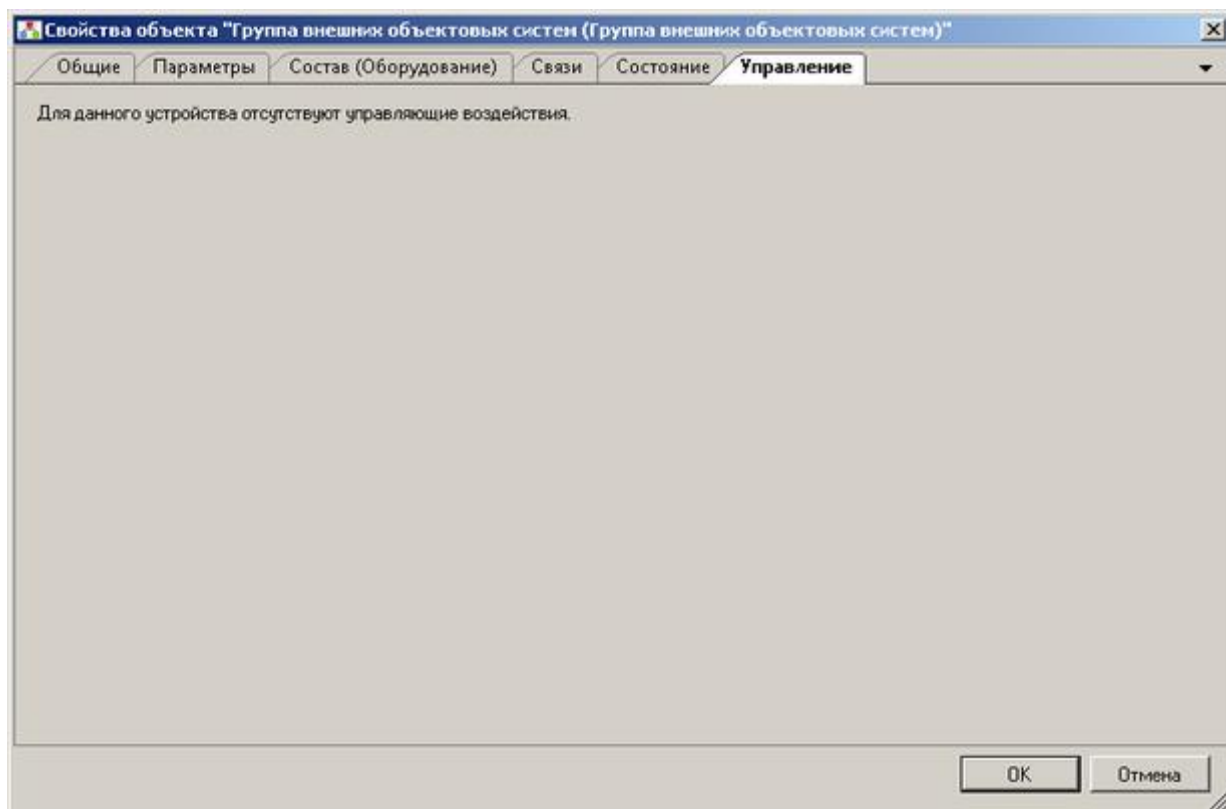 Свойства объекта "Группа внешних объектовых систем (Группа внешних объектовых систем)"
Общие Параметры Состав (Оборудование) Связи Состояние Управление
Для данного устройства отсутствуют управляющие воздействия.
OK Отмена